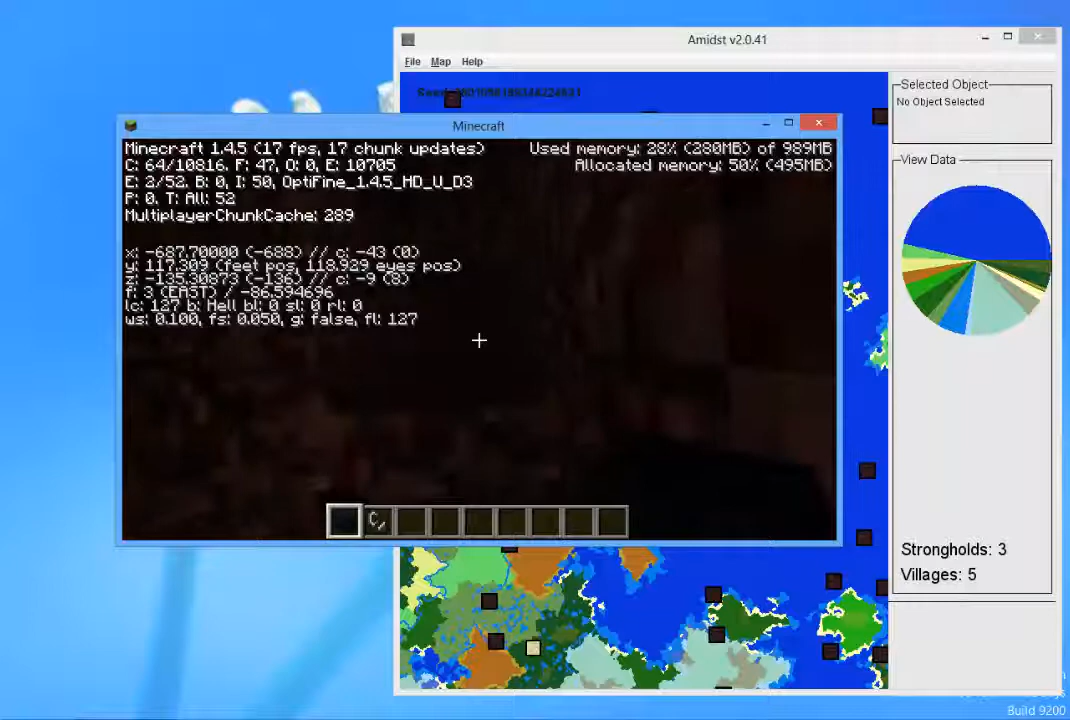 Amidst v2.0.41
File Map Help
Selected Object
No Object Selected
View Data
Strongholds: 3
Villages: 5
Minecraft
Minecraft 1.4.5 (17 fps, 17 chunk updates)
Used memory: 28% (280MB) of 989MB
C: 64/10816. F: 47, O: 0, E: 10705
Allocated memory: 50% (495MB)
E: 2/52. B: 0, I: 50, OptiFine_1.4.5_HD_U_D3
P: 0. T: All: 52
MultiplayerChunkCache: 289
x: -687.70000 (-688) // c: -43 (0)
y: 117.309 (feet pos, 118.929 eyes pos)
z: -135.30873 (-136) // c: -9 (8)
f: 3 (EAST) / -86.594696
lc: 127 b: Hell bl: 0 sl: 0 rl: 0
ws: 0.100, fs: 0.050, g: false, fl: 127
Build 9200